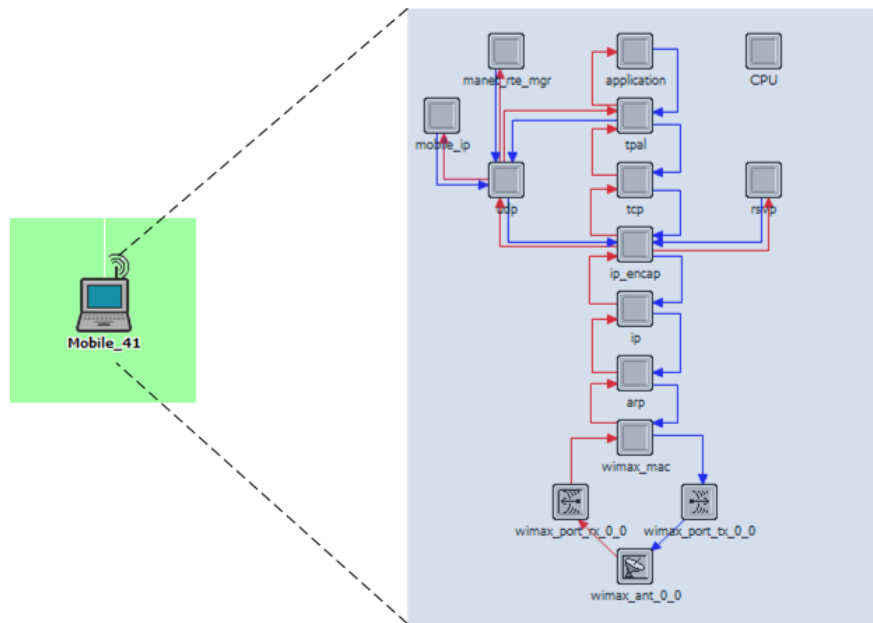 manet_rte_mgr
application
CPU
mobile_ip
tpal
udp
tcp
rsvp
ip_encap
ip
Mobile_41
arp
wimax_mac
wimax_port_rx_0_0
wimax_port_tx_0_0
wimax_ant_0_0